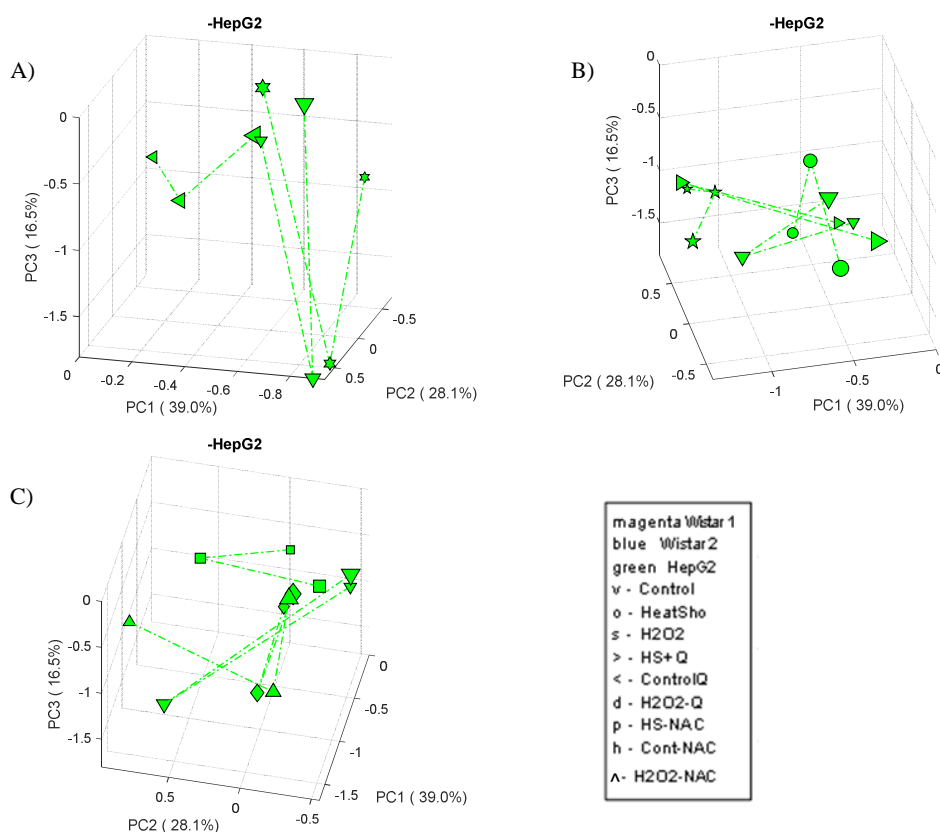 -HepG2
A)
0
-0.5
-1
-1.5
PC3 ( 16.5%)
0
-0.2
-0.4
-0.6
-0.8
PC1 ( 39.0%)
0.5
0
-0.5
PC2 ( 28.1%)
-HepG2
B)
0
-0.5
-1
-1.5
PC3 ( 16.5%)
0.5
0
-0.5
PC2 ( 28.1%)
-1
-0.5
0
PC1 ( 39.0%)
-HepG2
C)
0
-0.5
-1
-1.5
PC3 ( 16.5%)
0.5
0
-0.5
PC2 ( 28.1%)
0
-0.5
-1
-1.5
PC1 ( 39.0%)
magenta Wistar1
blue Wistar2
green HepG2
v - Control
o - HeatSho
s - H2O2
> - HS+Q
< - ControlQ
d - H2O2-Q
p - HS-NAC
h - Cont-NAC
ʌ- H2O2-NAC